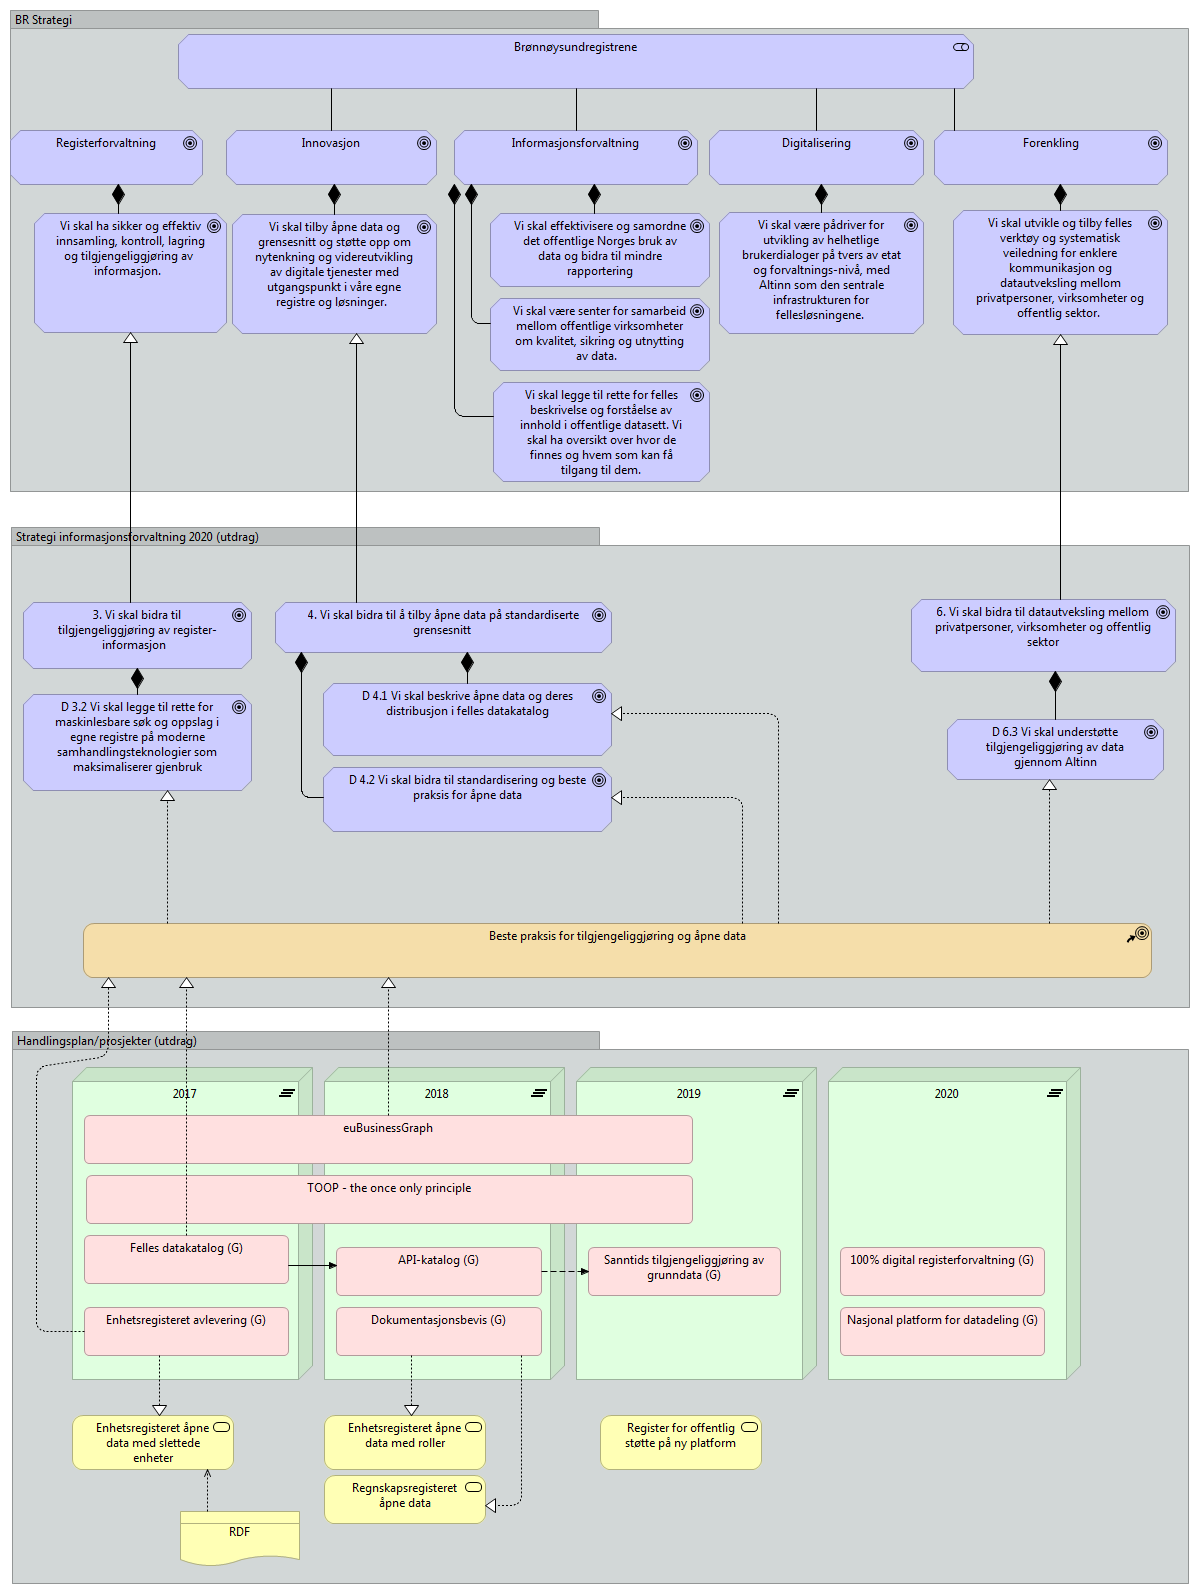 BR Strategi
Brønnøysundregistrene
Registerforvaltning
Innovasjon
Informasjonsforvaltning
Digitalisering
Forenkling
Vi skal ha sikker og effektiv
innsamling, kontroll, lagring
og tilgjengeliggjøring av
informasjon.
Vi skal tilby åpne data og
grensesnitt og støtte opp om
nytenkning og videreutvikling
av digitale tjenester med
utgangspunkt i våre egne
registre og løsninger.
Vi skal effektivisere og samordne
det offentlige Norges bruk av
data og bidra til mindre
rapportering
Vi skal være senter for samarbeid
mellom offentlige virksomheter
om kvalitet, sikring og utnytting
av data.
Vi skal legge til rette for felles
beskrivelse og forståelse av
innhold i offentlige datasett. Vi
skal ha oversikt over hvor de
finnes og hvem som kan få
tilgang til dem.
Vi skal være pådriver for
utvikling av helhetlige
brukerdialoger på tvers av etat
og forvaltnings-nivå, med
Altinn som den sentrale
infrastrukturen for
fellesløsningene.
Vi skal utvikle og tilby felles
verktøy og systematisk
veiledning for enklere
kommunikasjon og
datautveksling mellom
privatpersoner, virksomheter og
offentlig sektor.
Strategi informasjonsforvaltning 2020 (utdrag)
3. Vi skal bidra til
tilgjengeliggjøring av register-
informasjon
4. Vi skal bidra til å tilby åpne data på standardiserte
grensesnitt
6. Vi skal bidra til datautveksling mellom
privatpersoner, virksomheter og offentlig
sektor
D 3.2 Vi skal legge til rette for
maskinlesbare søk og oppslag i
egne registre på moderne
samhandlingsteknologier som
maksimaliserer gjenbruk
D 4.1 Vi skal beskrive åpne data og deres
distribusjon i felles datakatalog
D 4.2 Vi skal bidra til standardisering og beste
praksis for åpne data
D 6.3 Vi skal understøtte
tilgjengeliggjøring av data
gjennom Altinn
Beste praksis for tilgjengeliggjøring og åpne data
Handlingsplan/prosjekter (utdrag)
2017
2018
2019
2020
euBusinessGraph
TOOP - the once only principle
Felles datakatalog (G)
API-katalog (G)
Sanntids tilgjengeliggjøring av
grunndata (G)
100% digital registerforvaltning (G)
Enhetsregisteret avlevering (G)
Dokumentasjonsbevis (G)
Nasjonal platform for datadeling (G)
Enhetsregisteret åpne
data med slettede
enheter
Enhetsregisteret åpne
data med roller
Register for offentlig
støtte på ny platform
Regnskapsregisteret
åpne data
RDF